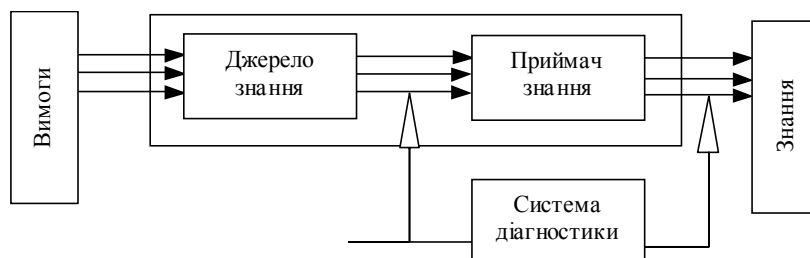 Вимоги
Джерело
знання
Приймач
знання
Знання
Система
діагностики